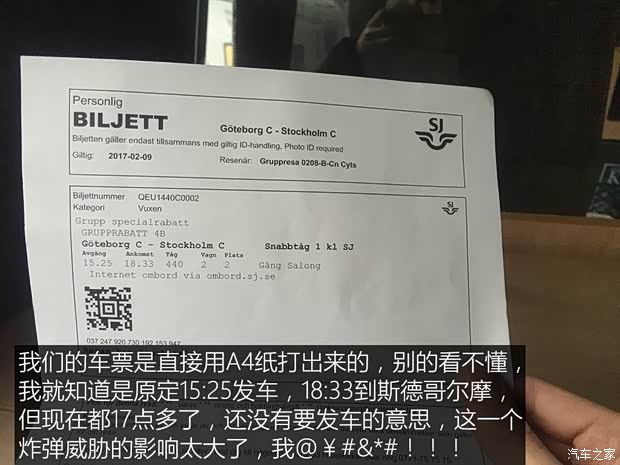 Personlig
BILJETT
SJ
Göteborg C - Stockholm C
Biljetten gäller endast tillsammans med giltig ID-handling, Photo ID required
Giltig: 2017-02-09 Resenär: Gruppresa 0208-B-Cn Cyts
Biljettnummer QEU1440C0002
SJ
Kategori Vuxen
Grupp specialrabatt
GRUPPRABATT 4B
Göteborg C - Stockholm C Snabbtåg 1 kl SJ
Avgång Ankomst Tåg Vagn Plats
15.25 18.33 440 2 2 Gång Salong
Internet ombord via ombord.sj.se
037 247 920 730 192 153 947
我们的车票是直接用A4纸打出来的，别的看不懂，
我就知道是原定15:25发车，18:33到斯德哥尔摩，
但现在都17点多了，还没有要发车的意思，这一个
炸弹威胁的影响太大了，我@￥#&*#！！！
汽车之家